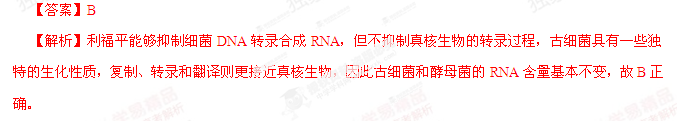 【答案】B
【解析】利福平能够抑制细菌 DNA 转录合成 RNA，但不抑制真核生物的转录过程，古细菌具有一些独
特的生化性质，复制、转录和翻译则更接近真核生物，因此古细菌和酵母菌的 RNA 含量基本不变，故 B 正
确。